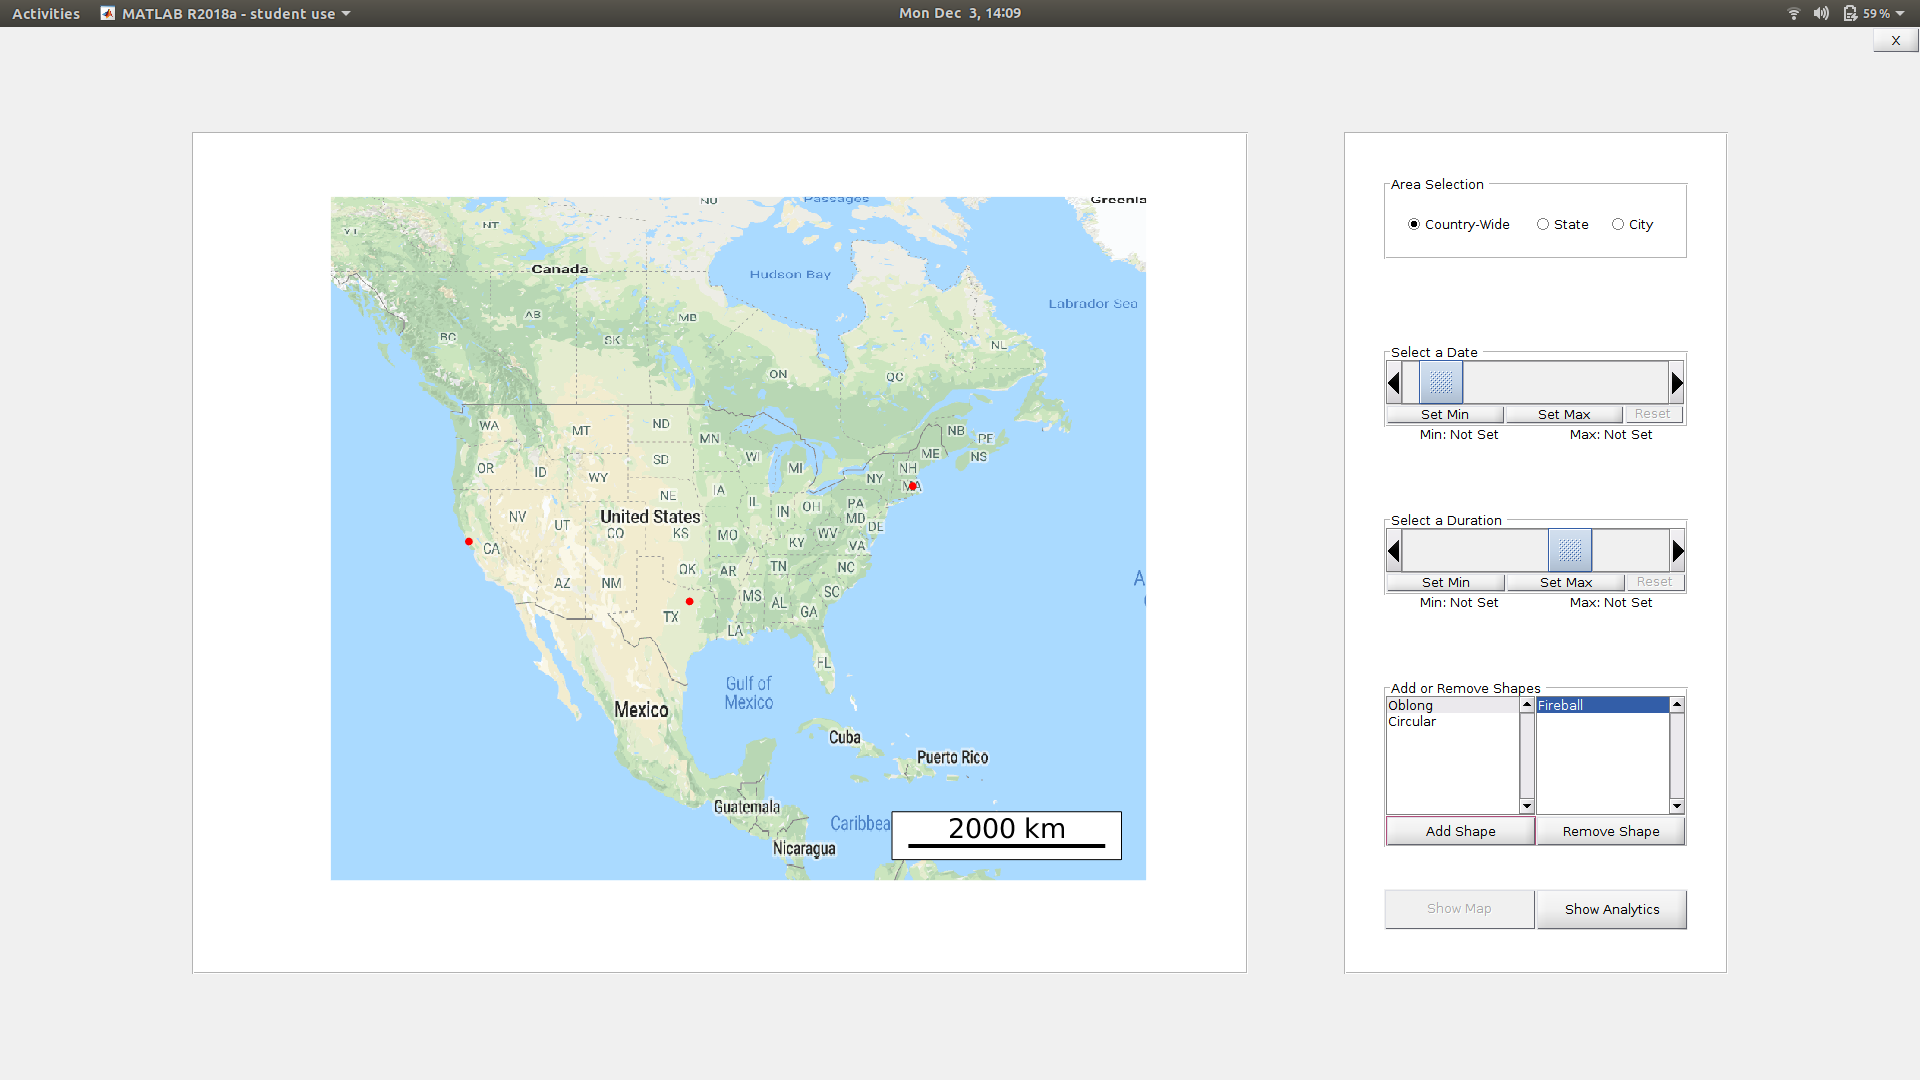 Activities MATLAB R2018a - student use Mon Dec 3, 14:09 59 %
X
Area Selection
Country-Wide State City
Select a Date
Set Min Set Max Reset
Min: Not Set Max: Not Set
Select a Duration
Set Min Set Max Reset
Min: Not Set Max: Not Set
Add or Remove Shapes
Oblong Fireball
Circular
Add Shape Remove Shape
Show Map Show Analytics
NU Passages Greenla
YT NT
Canada
Hudson Bay
Labrador Sea
AB MB
BC SK
NL
ON QC
WA MT ND MN NB PE
OR ID WY SD WI MI NY NH ME NS
NE IA MA
NV UT United States IL IN OH PA MD DE
CO KS MO KY WV VA
CA
AZ NM OK AR TN NC
TX MS AL GA SC
LA
FL
Gulf of
Mexico
Mexico
Cuba
Puerto Rico
Guatemala
Caribbea
Nicaragua
A
2000 km